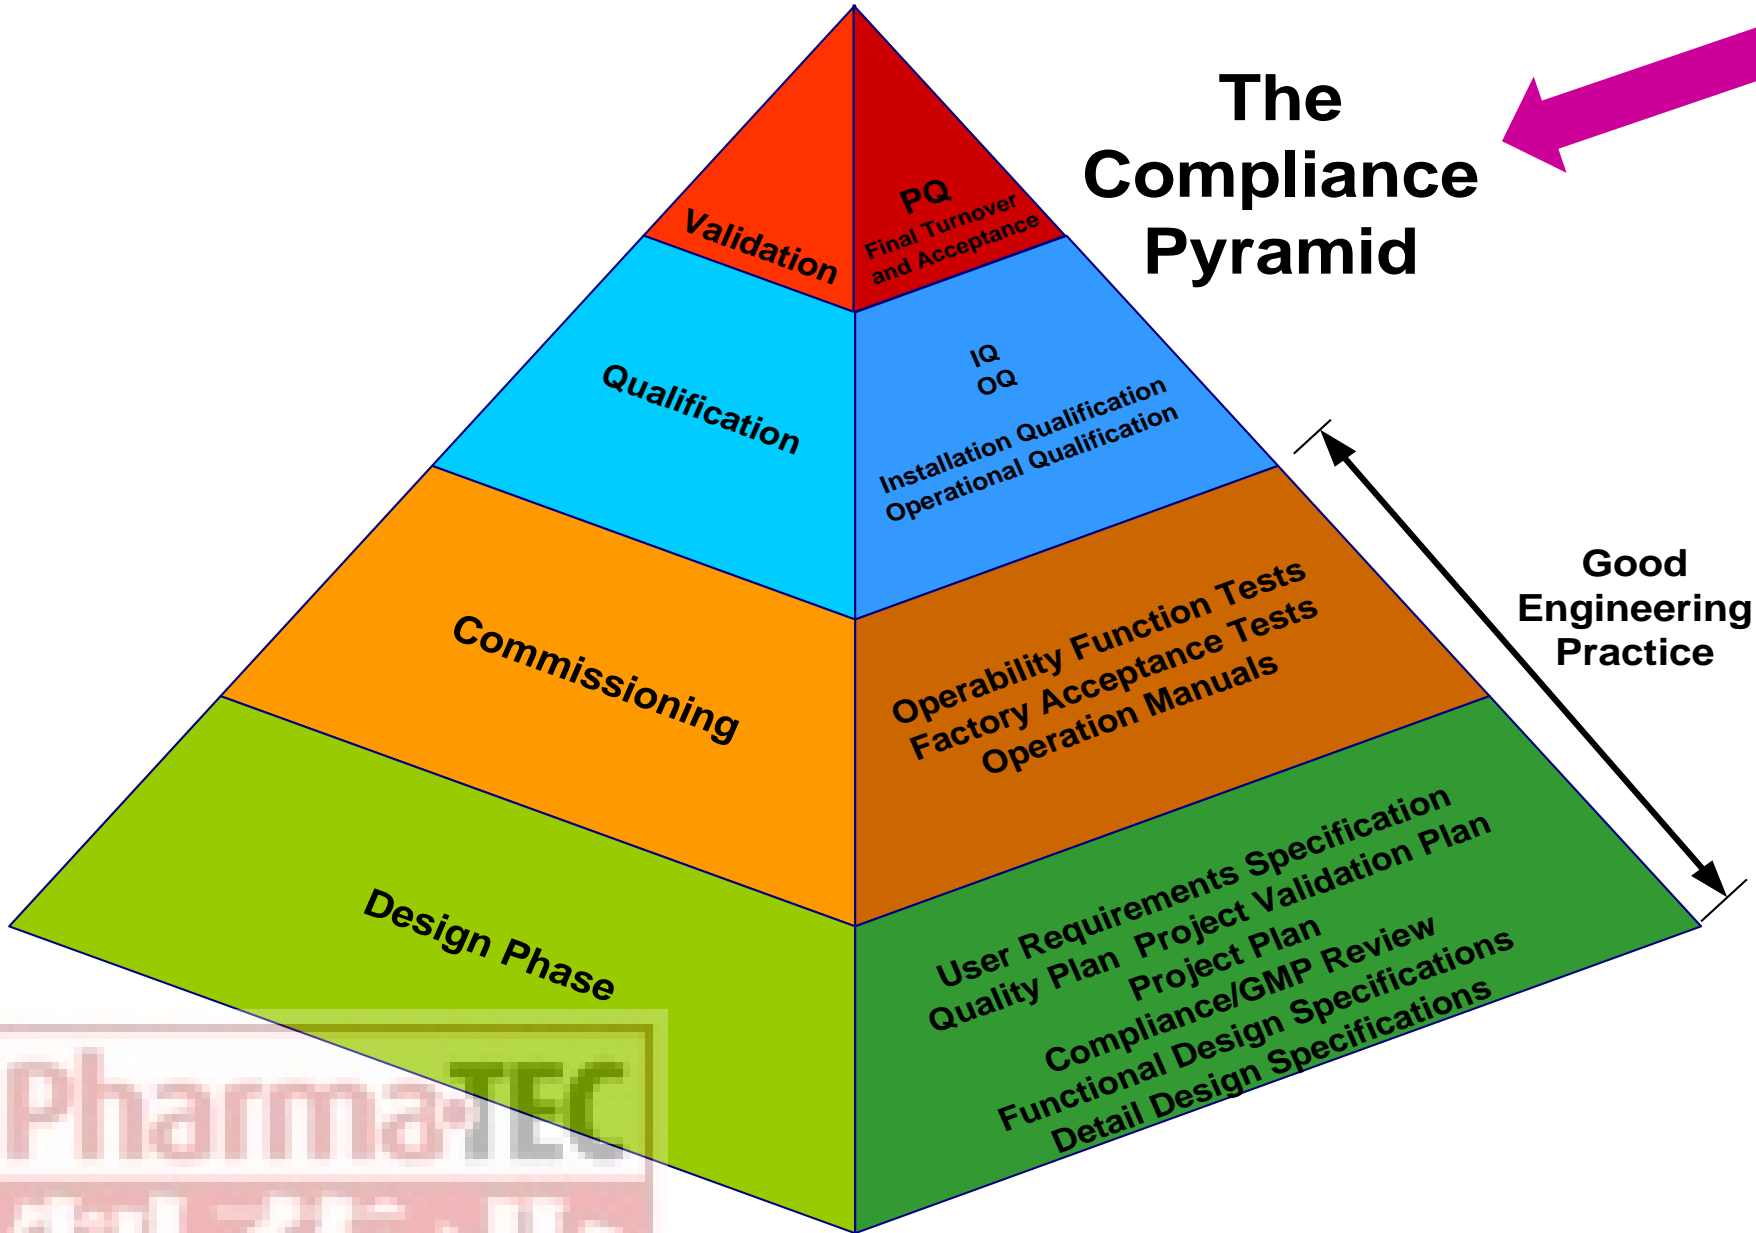 The
Compliance
Pyramid
Validation
PQ
Final Turnover
and Acceptance
Qualification
IQ
OQ
Installation Qualification
Operational Qualification
Commissioning
Operability Function Tests
Factory Acceptance Tests
Operation Manuals
Good
Engineering
Practice
Design Phase
User Requirements Specification
Quality Plan Project Validation Plan
Project Plan
Compliance/GMP Review
Functional Design Specifications
Detail Design Specifications
Pharma•TEC